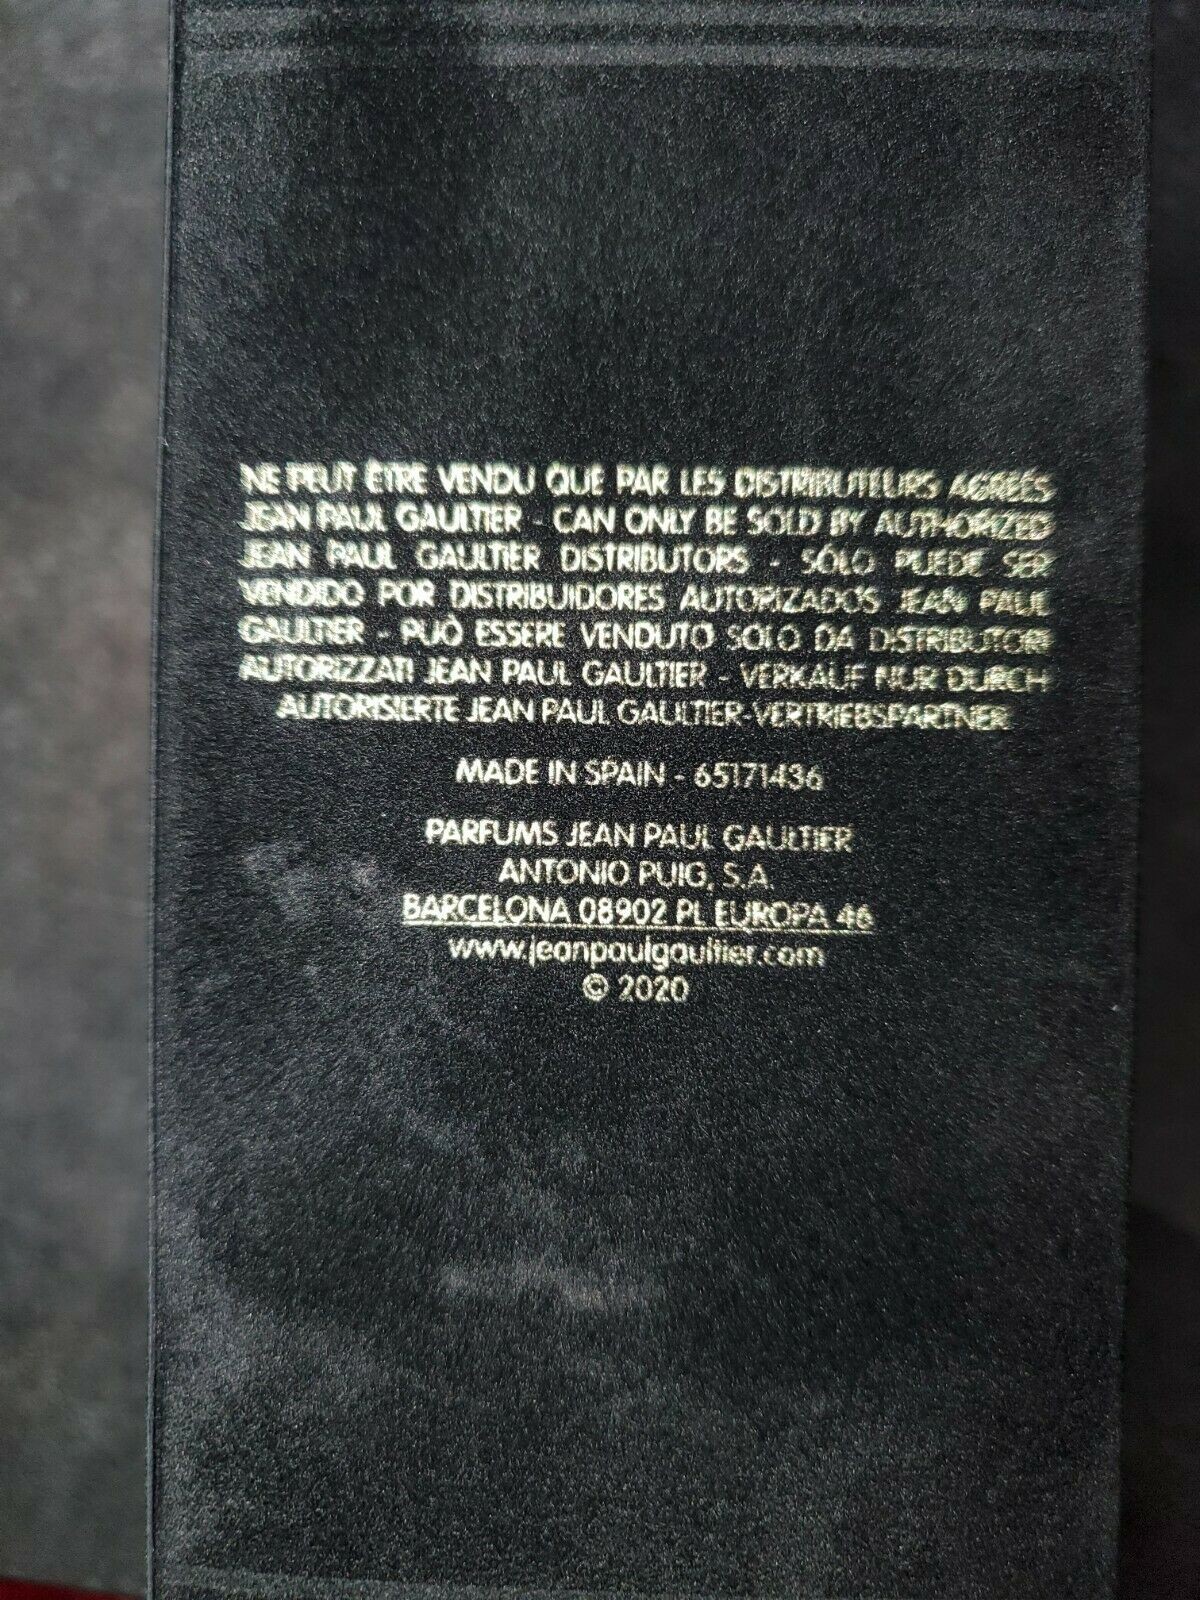 NE PEUT ÊTRE VENDU QUE PAR LES DISTRIBUTEURS AGRÉÉS
JEAN PAUL GAULTIER - CAN ONLY BE SOLD BY AUTHORIZED
JEAN PAUL GAULTIER DISTRIBUTORS - SÓLO PUEDE SER
VENDIDO POR DISTRIBUIDORES AUTORIZADOS JEAN PAUL
GAULTIER - PUÒ ESSERE VENDUTO SOLO DA DISTRIBUTORI
AUTORIZZATI JEAN PAUL GAULTIER - VERKAUF NUR DURCH
AUTORISIERTE JEAN PAUL GAULTIER-VERTRIEBSPARTNER
MADE IN SPAIN - 65171436
PARFUMS JEAN PAUL GAULTIER
ANTONIO PUIG, S.A.
BARCELONA 08902 PL EUROPA 46
www.jeanpaulgaultier.com
© 2020